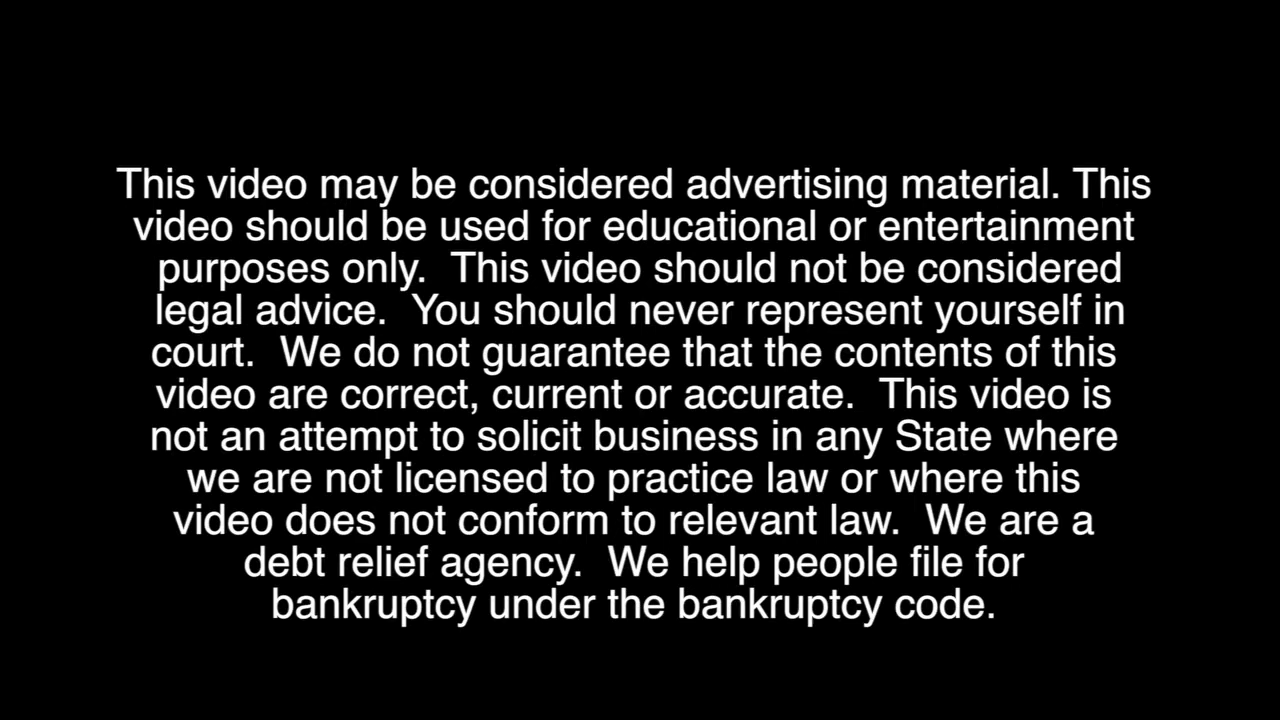 This video may be considered advertising material. This
video should be used for educational or entertainment
purposes only.  This video should not be considered
legal advice.  You should never represent yourself in
court.  We do not guarantee that the contents of this
video are correct, current or accurate.  This video is
not an attempt to solicit business in any State where
we are not licensed to practice law or where this
video does not conform to relevant law.  We are a
debt relief agency.  We help people file for
bankruptcy under the bankruptcy code.